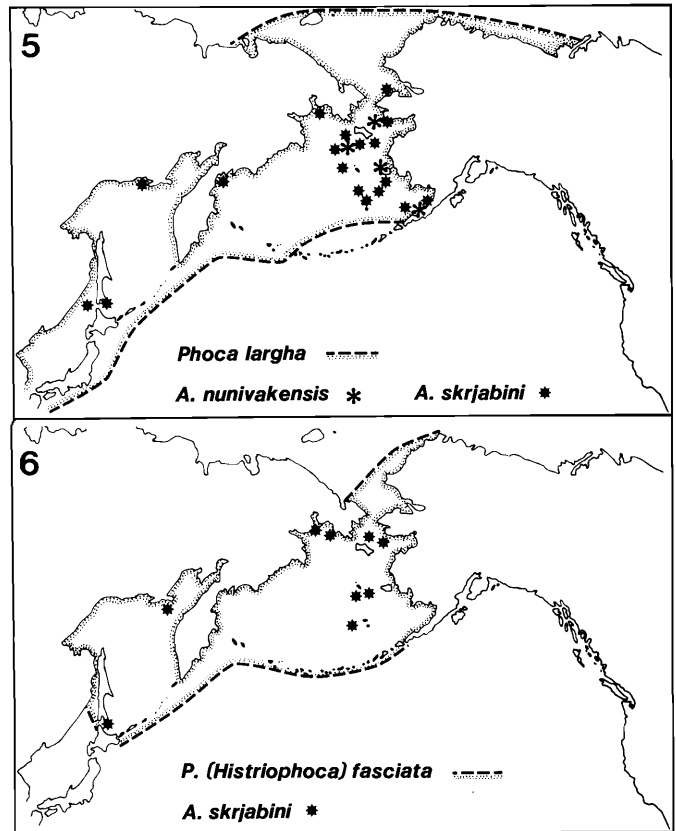 5
Phoca largha
A. nunivakensis A. skrjabini
6
P. (Histriophoca) fasciata
A. skrjabini